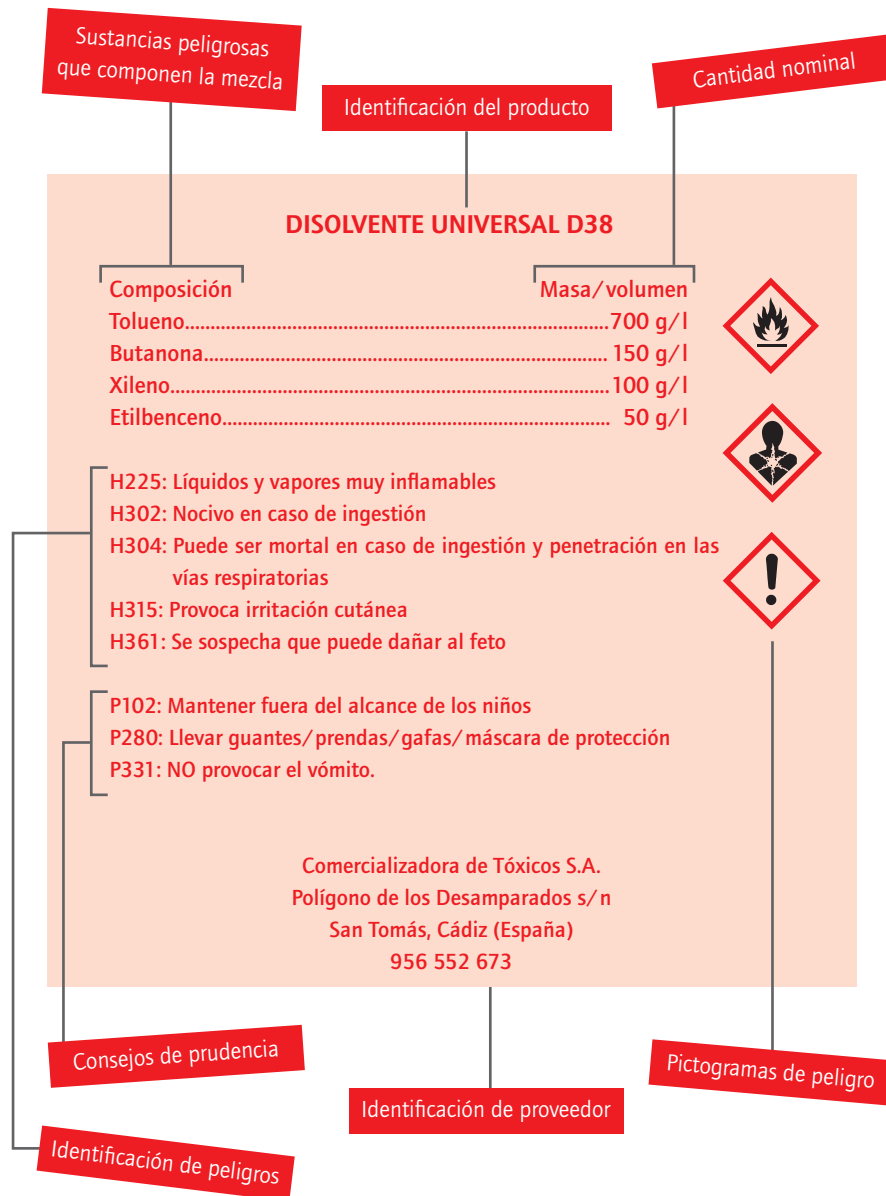 Sustancias peligrosas
que componen la mezcla
Identificación del producto
Cantidad nominal
DISOLVENTE UNIVERSAL D38
Composición Masa/volumen
Tolueno..........................................................................700 g/l
Butanona....................................................................... 150 g/l
Xileno.............................................................................100 g/l
Etilbenceno.................................................................... 50 g/l
H225: Líquidos y vapores muy inflamables
H302: Nocivo en caso de ingestión
H304: Puede ser mortal en caso de ingestión y penetración en las
vías respiratorias
H315: Provoca irritación cutánea
H361: Se sospecha que puede dañar al feto
P102: Mantener fuera del alcance de los niños
P280: Llevar guantes/prendas/gafas/máscara de protección
P331: NO provocar el vómito.
Comercializadora de Tóxicos S.A.
Polígono de los Desamparados s/n
San Tomás, Cádiz (España)
956 552 673
Consejos de prudencia
Pictogramas de peligro
Identificación de proveedor
Identificación de peligros